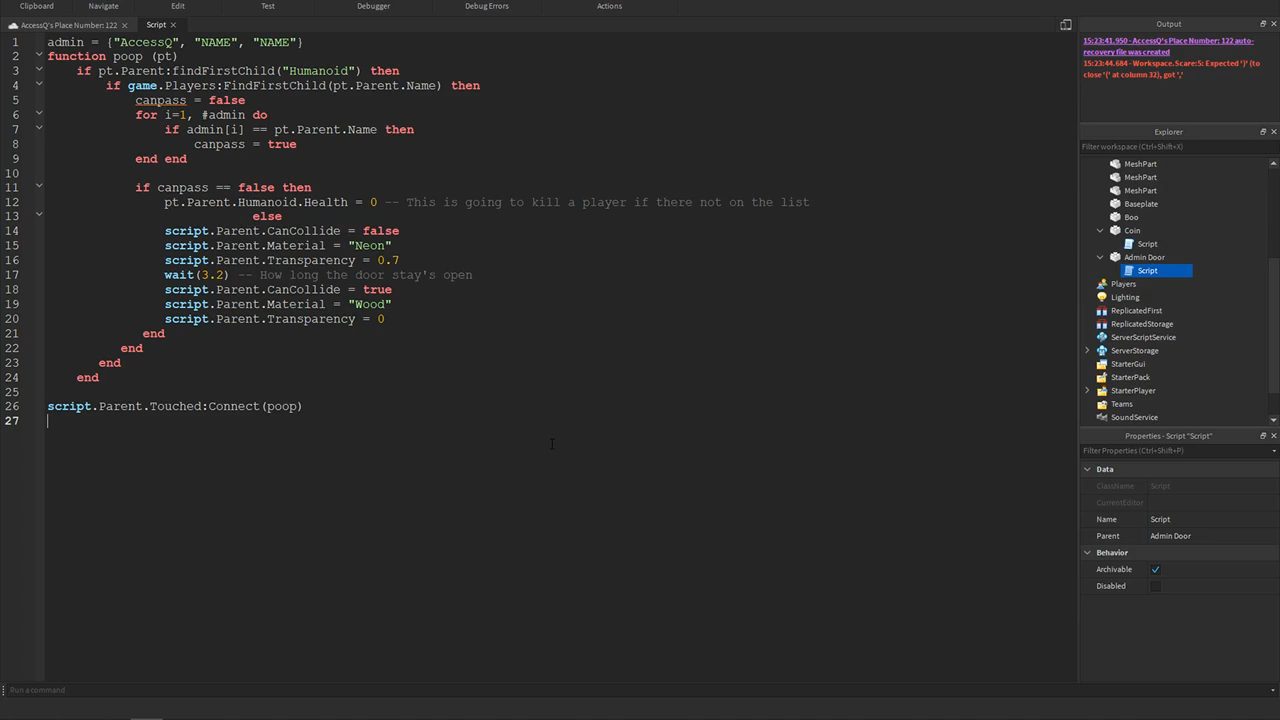 Clipboard Navigate Edit Test Debugger Debug Errors Actions
AccessQ's Place Number: 122 × Script ×
1 admin = {"AccessQ", "NAME", "NAME"}
2 function poop (pt)
3 if pt.Parent:findFirstChild("Humanoid") then
4 if game.Players:FindFirstChild(pt.Parent.Name) then
5 canpass = false
6 for i=1, #admin do
7 if admin[i] == pt.Parent.Name then
8 canpass = true
9 end end
10
11 if canpass == false then
12 pt.Parent.Humanoid.Health = 0 -- This is going to kill a player if there not on the list
13 else
14 script.Parent.CanCollide = false
15 script.Parent.Material = "Neon"
16 script.Parent.Transparency = 0.7
17 wait(3.2) -- How long the door stay's open
18 script.Parent.CanCollide = true
19 script.Parent.Material = "Wood"
20 script.Parent.Transparency = 0
21 end
22 end
23 end
24 end
25
26 script.Parent.Touched:Connect(poop)
27
Run a command
Output
15:23:41.950 - AccessQ's Place Number: 122 auto-
recovery file was created
15:23:44.684 - Workspace.Scare:5: Expected ')' (to
close '(' at column 32), got ','
Explorer
Filter workspace (Ctrl+Shift+X)
MeshPart
MeshPart
MeshPart
Baseplate
Boo
Coin
Script
Admin Door
Script
Players
Lighting
ReplicatedFirst
ReplicatedStorage
ServerScriptService
ServerStorage
StarterGui
StarterPack
StarterPlayer
Teams
SoundService
Properties - Script "Script"
Filter Properties (Ctrl+Shift+P)
Data
ClassName Script
CurrentEditor
Name Script
Parent Admin Door
Behavior
Archivable
Disabled